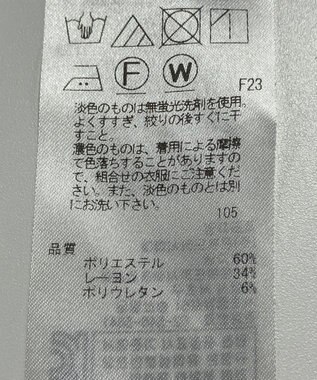 F W F23
淡色のものは無蛍光洗剤を使用。
よくすすぎ、絞りの後すぐに干
すこと。
濃色のものは、着用による摩擦
で色落ちすることがありますの
で、組合せの衣服にご注意くださ
い。また、淡色のものとは別
にお洗い下さい。
105
品質
ポリエステル 60%
レーヨン 34%
ポリウレタン 6%